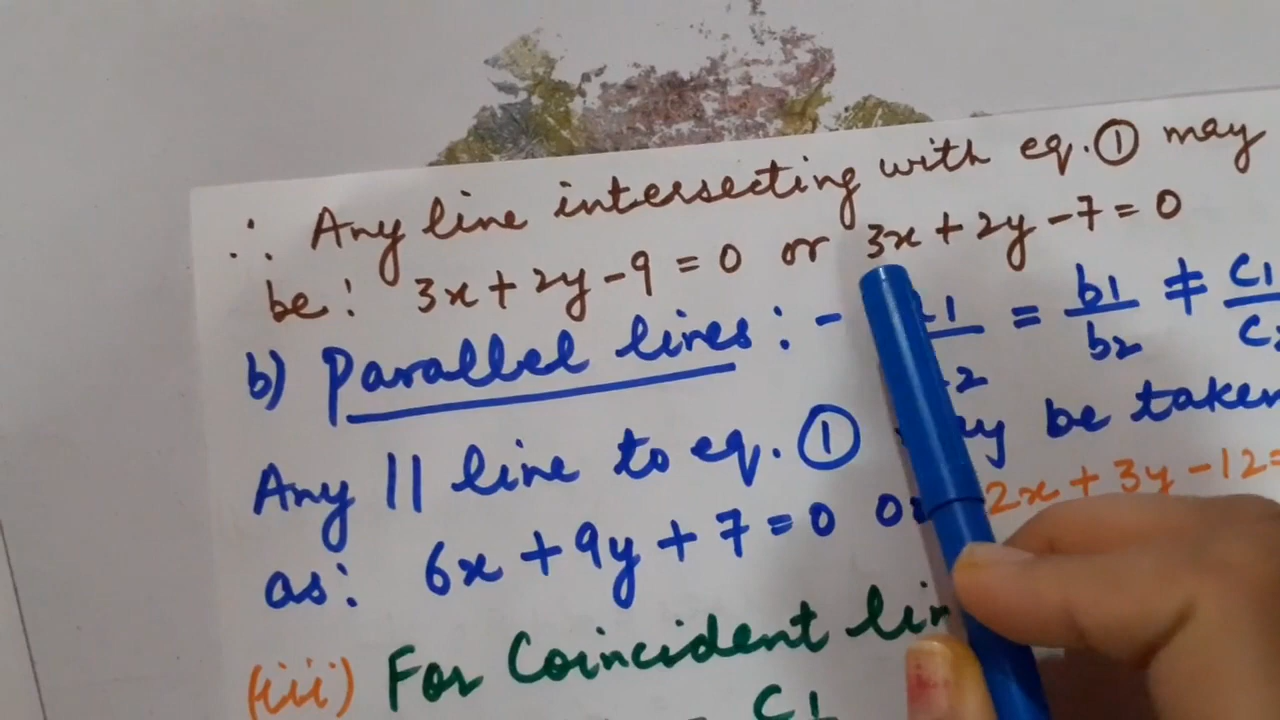 ∴ Any line intersecting with eq. ① may
be: 3x + 2y - 9 = 0 or 3x + 2y - 7 = 0
b) Parallel lines: - = b1/b2 ≠ C1
Any || line to eq. ① be taken
as: 6x + 9y + 7 = 0 2x + 3y - 12 =
(iii) For Coincident